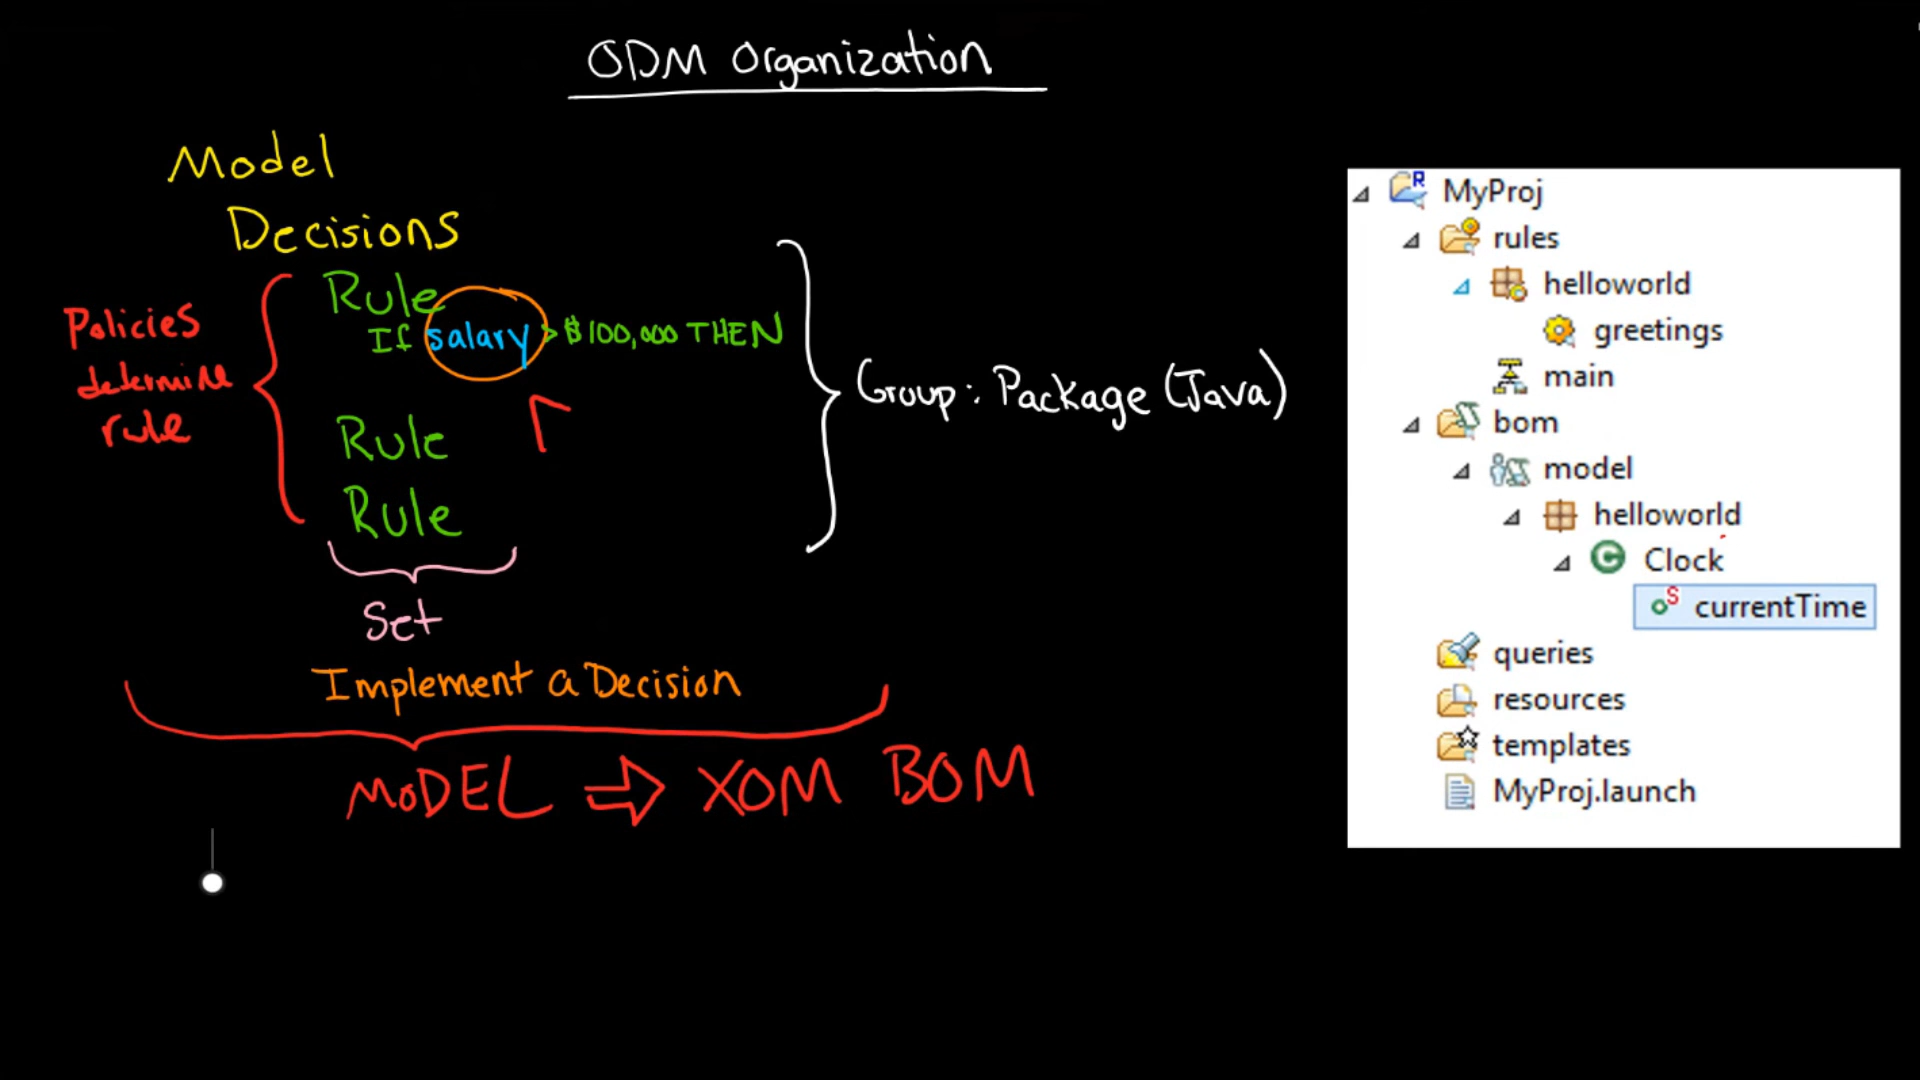 ODM Organization
Model
Decisions
Policies
determine
rule
Rule
If salary > $100,000 THEN
Rule
Rule
Set
Group: Package (Java)
Implement a Decision
MODEL ⇒ XOM BOM
MyProj
rules
helloworld
greetings
main
bom
model
helloworld
Clock
currentTime
queries
resources
templates
MyProj.launch